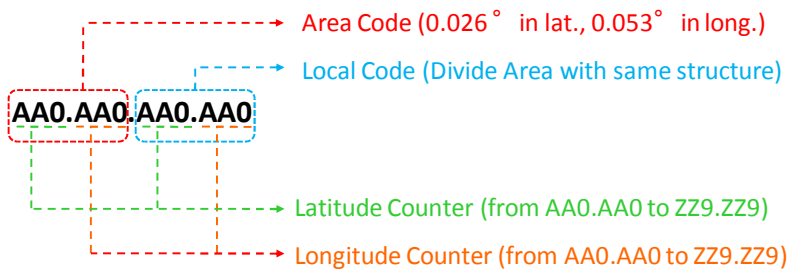 Area Code (0.026° in lat., 0.053° in long.)
Local Code (Divide Area with same structure)
AA0.AA0.AA0.AA0
Latitude Counter (from AA0.AA0 to ZZ9.ZZ9)
Longitude Counter (from AA0.AA0 to ZZ9.ZZ9)